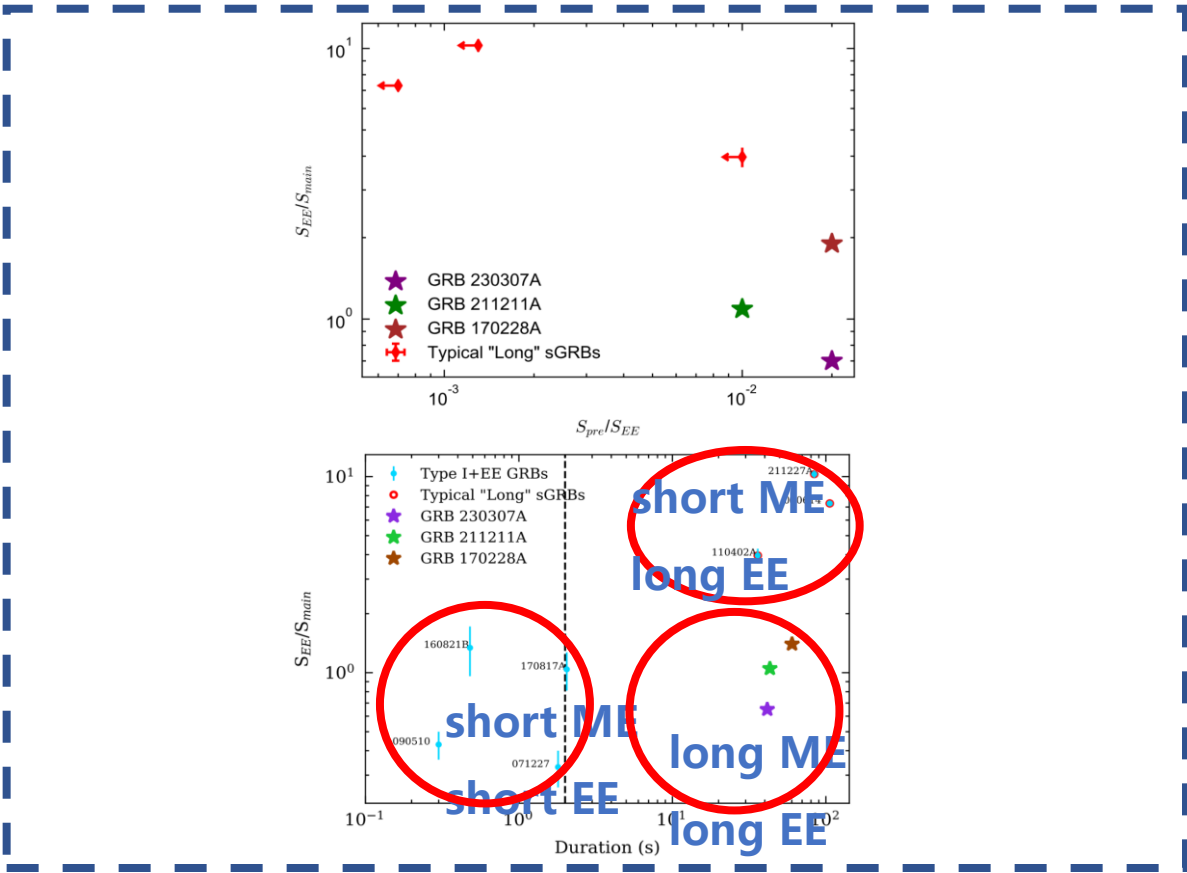 10¹
S_EE/S_main
GRB 230307A
GRB 211211A
GRB 170228A
Typical "Long" sGRBs
10⁰
10⁻³
10⁻²
S_pre/S_EE
10¹
Type I+EE GRBs
Typical "Long" sGRBs
GRB 230307A
GRB 211211A
GRB 170228A
211227A
short ME
110402A
long EE
S_EE/S_main
160821B
170817A
10⁰
short ME
090510
long ME
071227
short EE
long EE
10⁻¹
10⁰
10¹
10²
Duration (s)